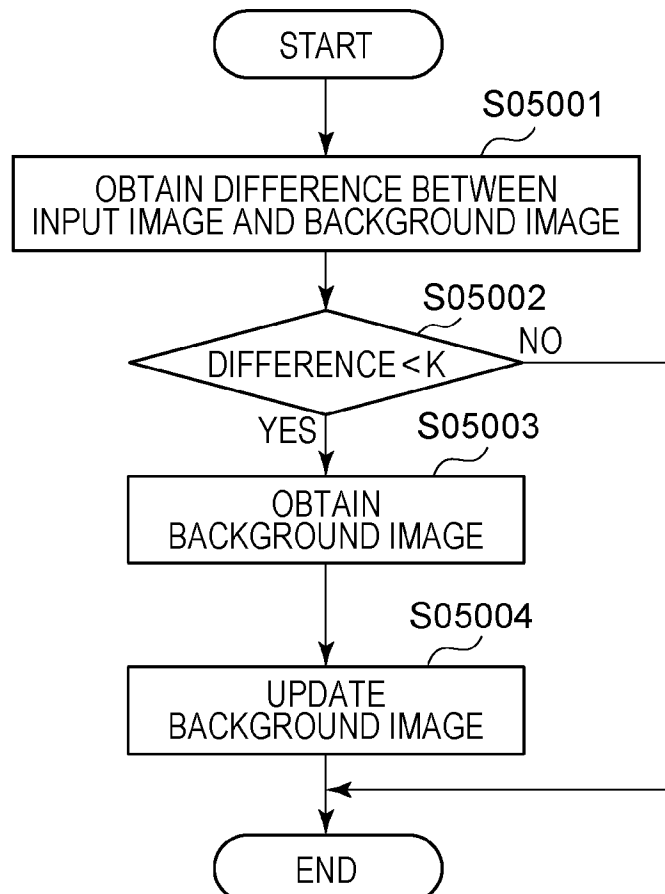 START
S05001
OBTAIN DIFFERENCE BETWEEN
INPUT IMAGE AND BACKGROUND IMAGE
S05002
DIFFERENCE < K
NO
YES
S05003
OBTAIN
BACKGROUND IMAGE
S05004
UPDATE
BACKGROUND IMAGE
END